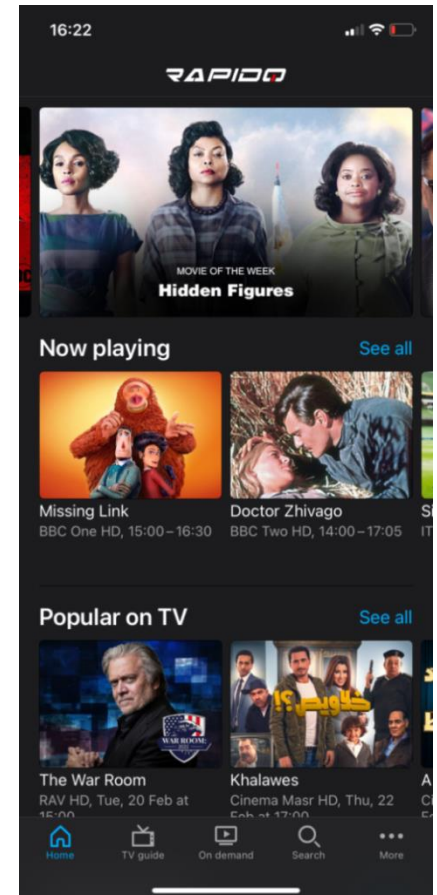 16:22
RAPIDO
MOVIE OF THE WEEK
Hidden Figures
Now playing
See all
Missing Link
BBC One HD, 15:00–16:30
Doctor Zhivago
BBC Two HD, 14:00–17:05
Si
IT
Popular on TV
See all
WAR ROOM
خلاويص؟!
The War Room
RAV HD, Tue, 20 Feb at
15:00
Khalawes
Cinema Masr HD, Thu, 22
Feb at 17:00
A
Ci
Home
TV guide
On demand
Search
More